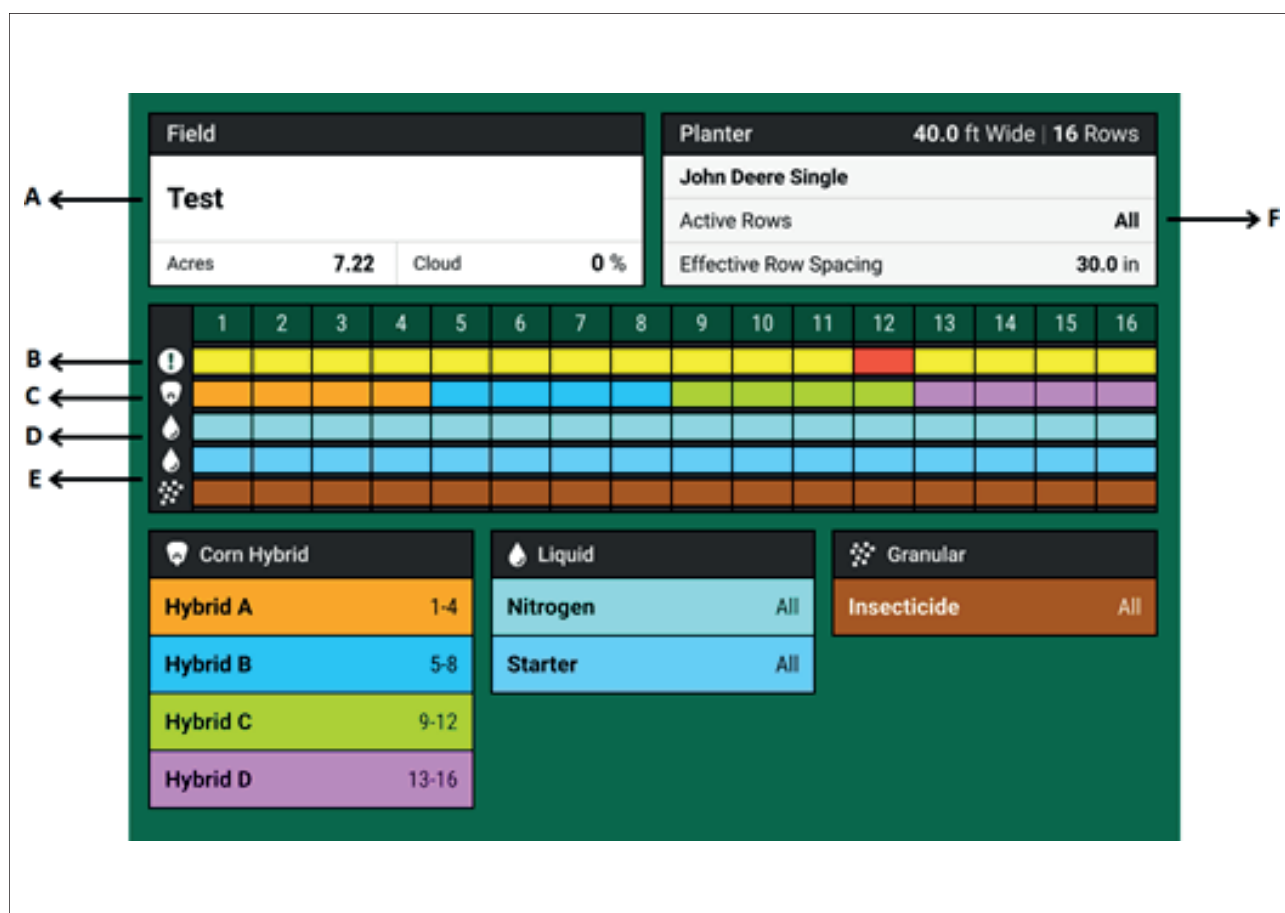 Field
Test
Acres 7.22 Cloud 0 %
Planter 40.0 ft Wide | 16 Rows
John Deere Single
Active Rows All
Effective Row Spacing 30.0 in
A
F
1 2 3 4 5 6 7 8 9 10 11 12 13 14 15 16
B
C
D
E
Corn Hybrid
Hybrid A 1-4
Hybrid B 5-8
Hybrid C 9-12
Hybrid D 13-16
Liquid
Nitrogen All
Starter All
Granular
Insecticide All